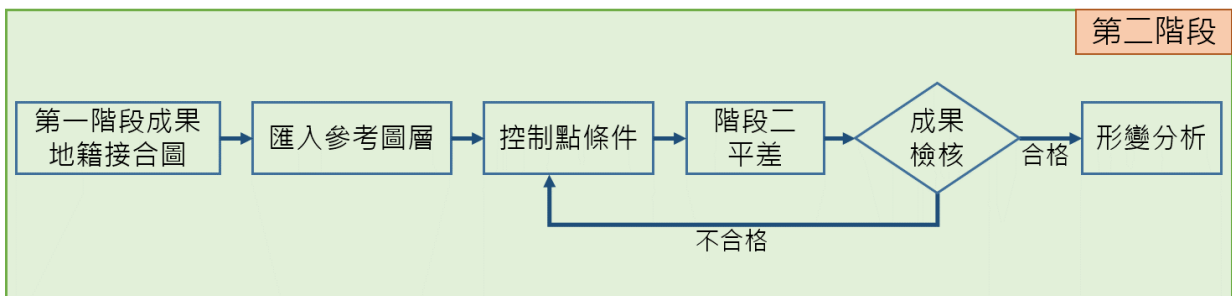 第二階段
第一階段成果
地籍接合圖
匯入參考圖層
控制點條件
階段二
平差
成果
檢核
合格
形變分析
不合格